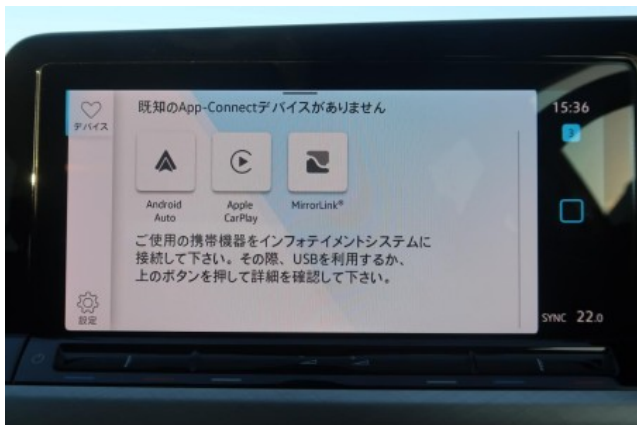 既知のApp-Connectデバイスがありません
デバイス
15:36
3
Android
Auto
Apple
CarPlay
MirrorLink®
ご使用の携帯機器をインフォテイメントシステムに
接続して下さい。その際、USBを利用するか、
上のボタンを押して詳細を確認して下さい。
設定
SYNC 22.0